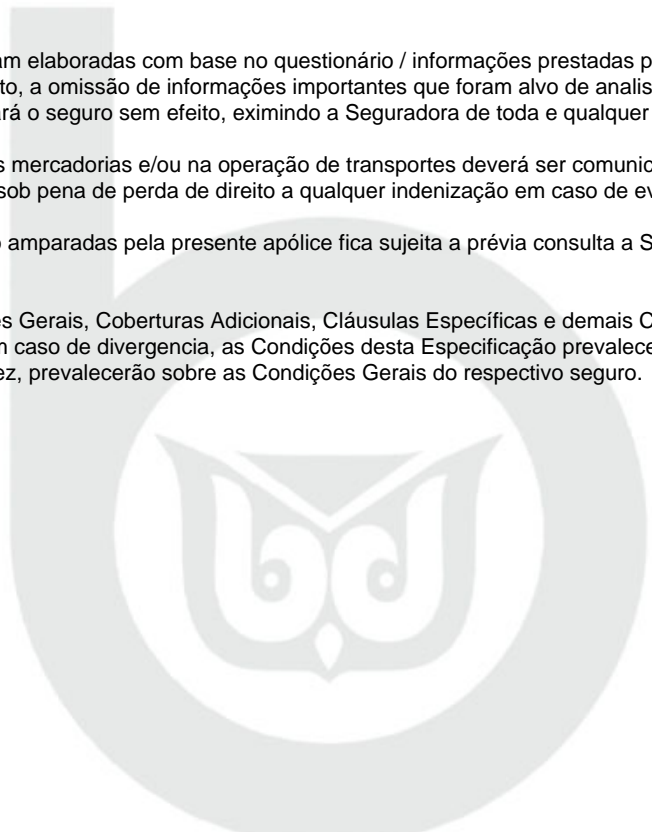 am elaboradas com base no questionário / informações prestadas p
to, a omissão de informações importantes que foram alvo de analis
rá o seguro sem efeito, eximindo a Seguradora de toda e qualquer
s mercadorias e/ou na operação de transportes deverá ser comunic
sob pena de perda de direito a qualquer indenização em caso de ev
o amparadas pela presente apólice fica sujeita a prévia consulta a S
es Gerais, Coberturas Adicionais, Cláusulas Específicas e demais C
m caso de divergencia, as Condições desta Especificação prevalece
ez, prevalecerão sobre as Condições Gerais do respectivo seguro.